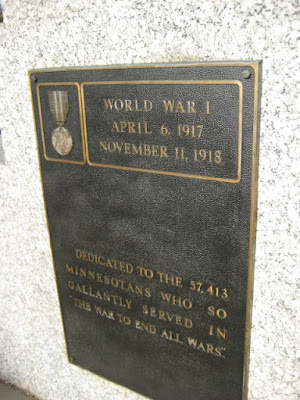 WORLD WAR I
APRIL 6, 1917
NOVEMBER 11, 1918
DEDICATED TO THE 57,413
MINNESOTANS WHO SO
GALLANTLY SERVED IN
"THE WAR TO END ALL WARS".